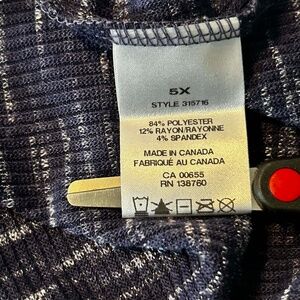 5X
STYLE 315716
84% POLYESTER
12% RAYON/RAYONNE
4% SPANDEX
MADE IN CANADA
FABRIQUÉ AU CANADA
CA 00655
RN 138760